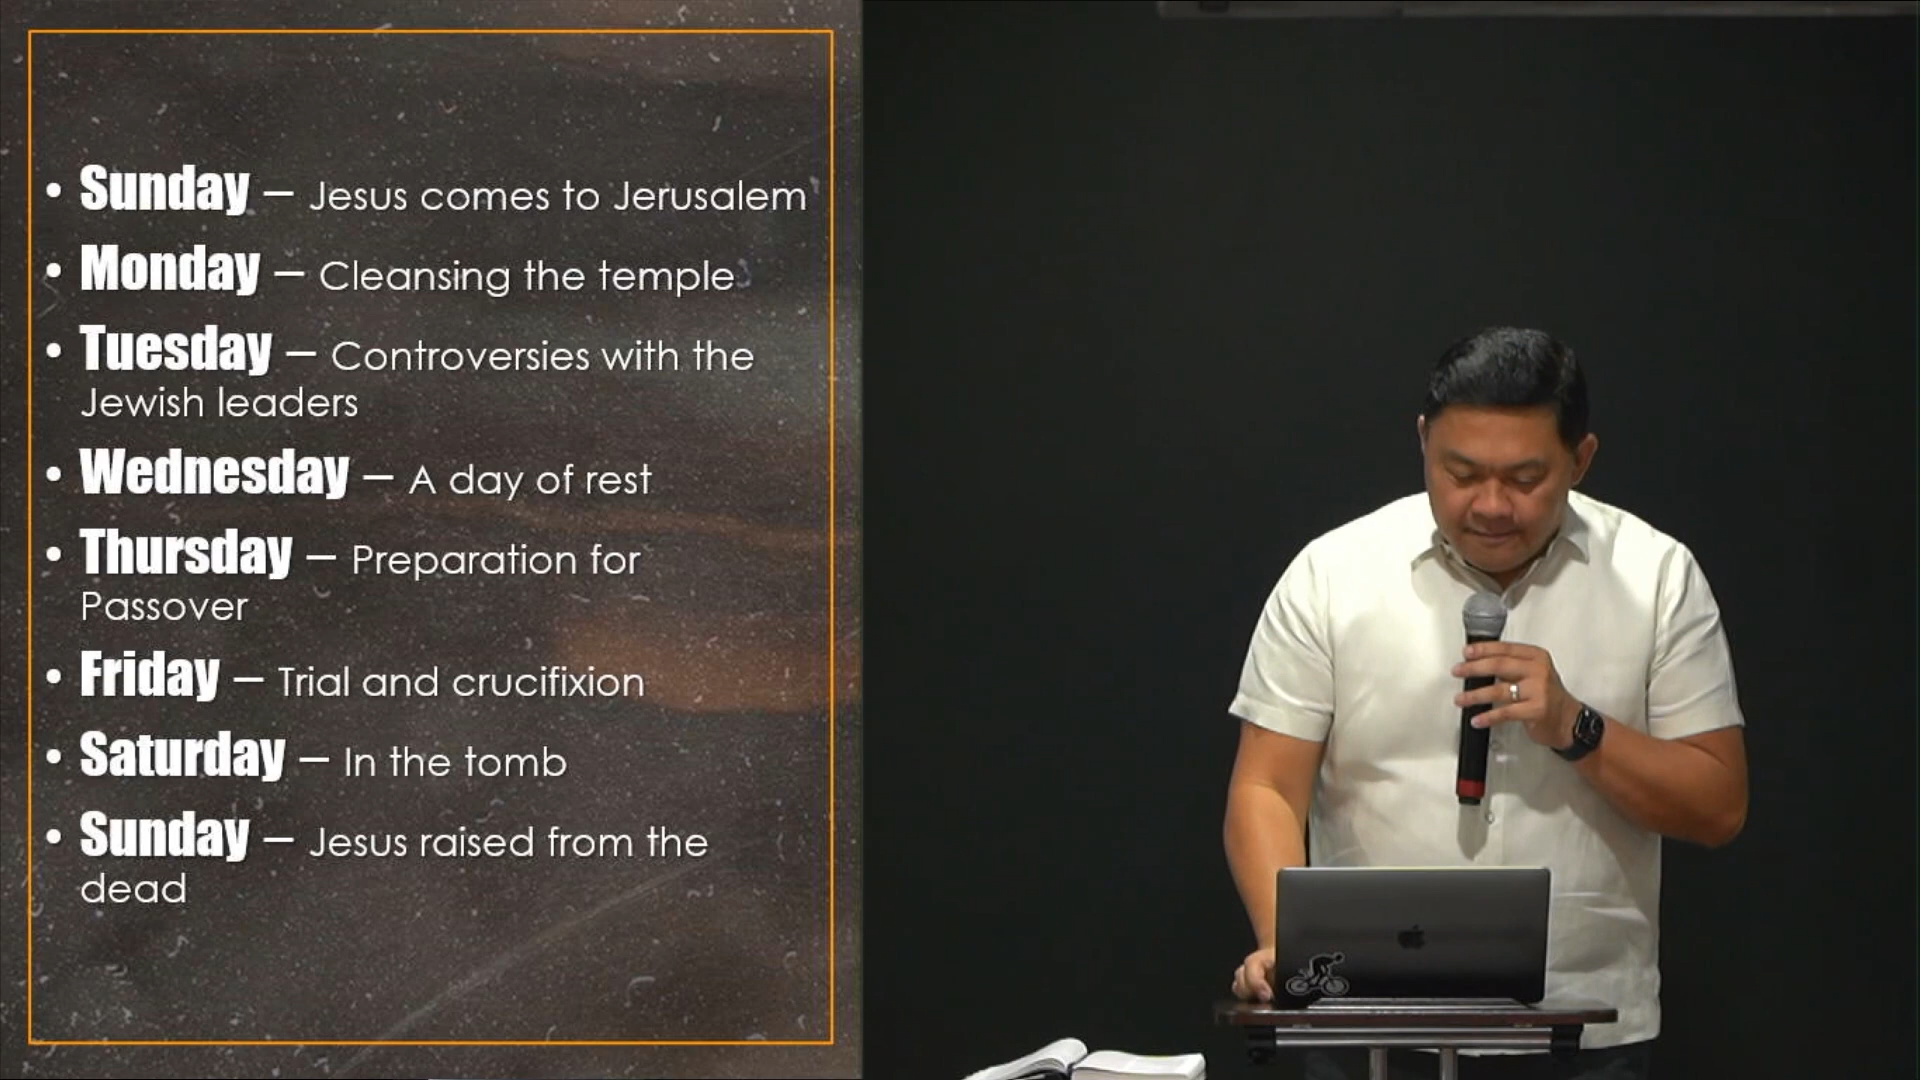 • Sunday – Jesus comes to Jerusalem
• Monday – Cleansing the temple
• Tuesday – Controversies with the
Jewish leaders
• Wednesday – A day of rest
• Thursday – Preparation for
Passover
• Friday – Trial and crucifixion
• Saturday – In the tomb
• Sunday – Jesus raised from the
dead